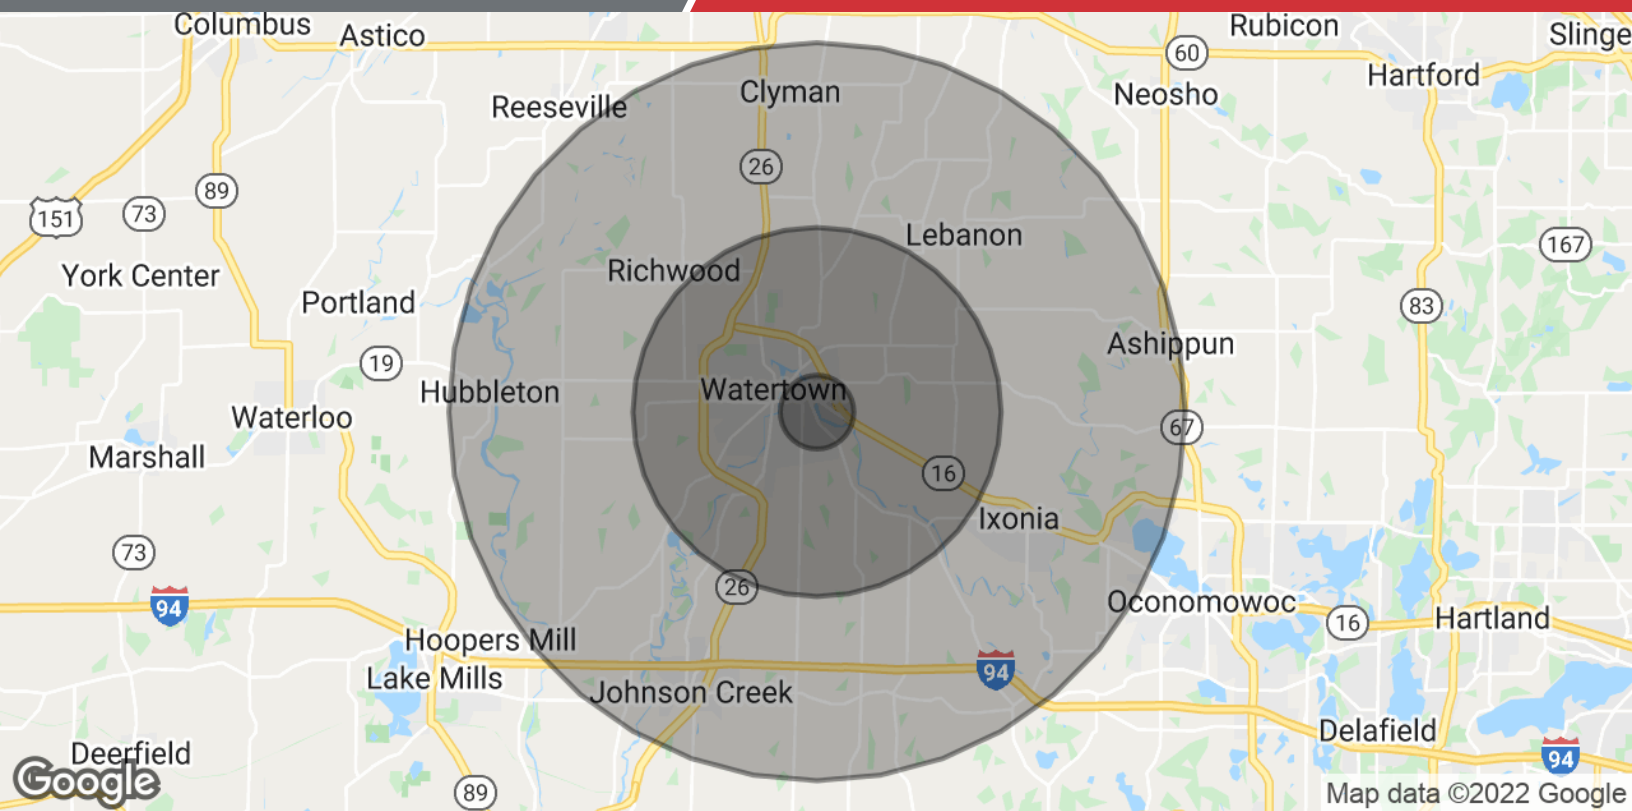 Columbus
Astico
Rubicon
Slinge
60
Hartford
Clyman
Neosho
Reeseville
26
89
151
73
Lebanon
167
Richwood
York Center
Portland
83
Ashippun
19
Watertown
Hubbleton
Waterloo
67
Marshall
16
Ixonia
73
26
94
Oconomowoc
16
Hartland
Hoopers Mill
94
Lake Mills
Johnson Creek
Delafield
Deerfield
94
Google
89
Map data ©2022 Google